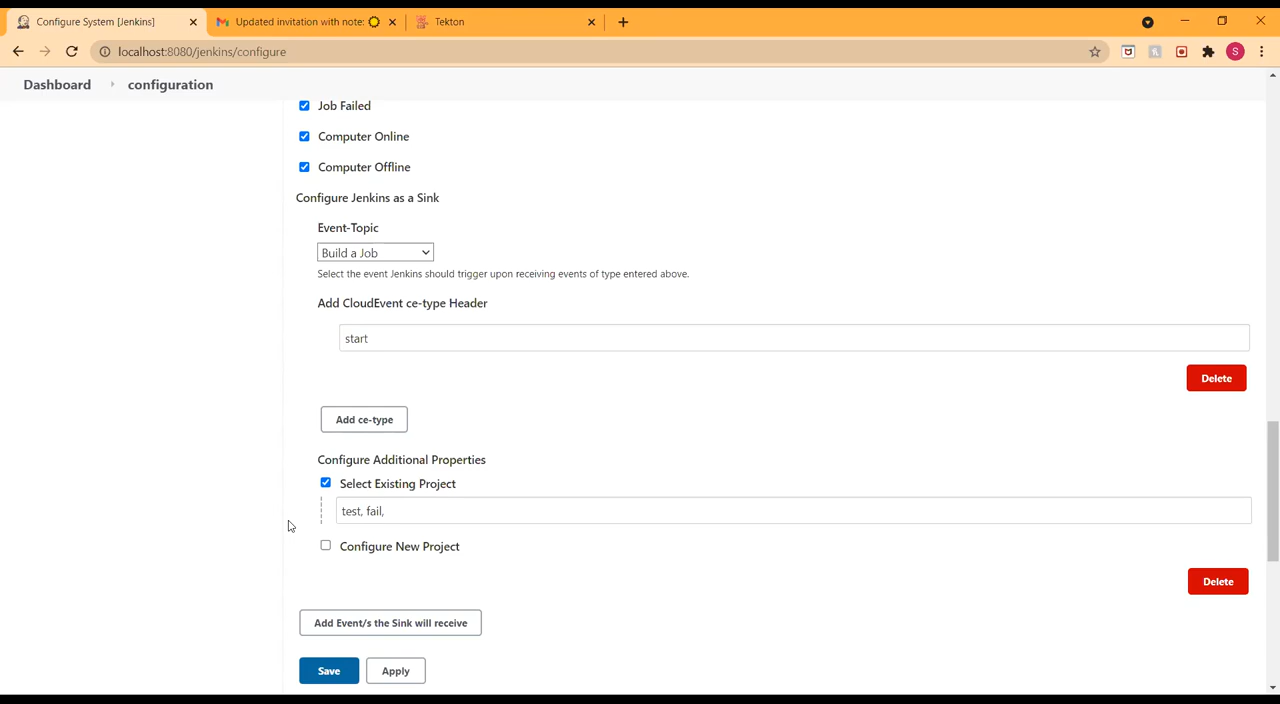 Configure System [Jenkins]
Updated invitation with note:
Tekton
localhost:8080/jenkins/configure
S
Dashboard
configuration
Job Failed
Computer Online
Computer Offline
Configure Jenkins as a Sink
Event-Topic
Build a Job
Select the event Jenkins should trigger upon receiving events of type entered above.
Add CloudEvent ce-type Header
start
Delete
Add ce-type
Configure Additional Properties
Select Existing Project
test, fail,
Configure New Project
Delete
Add Event/s the Sink will receive
Save
Apply